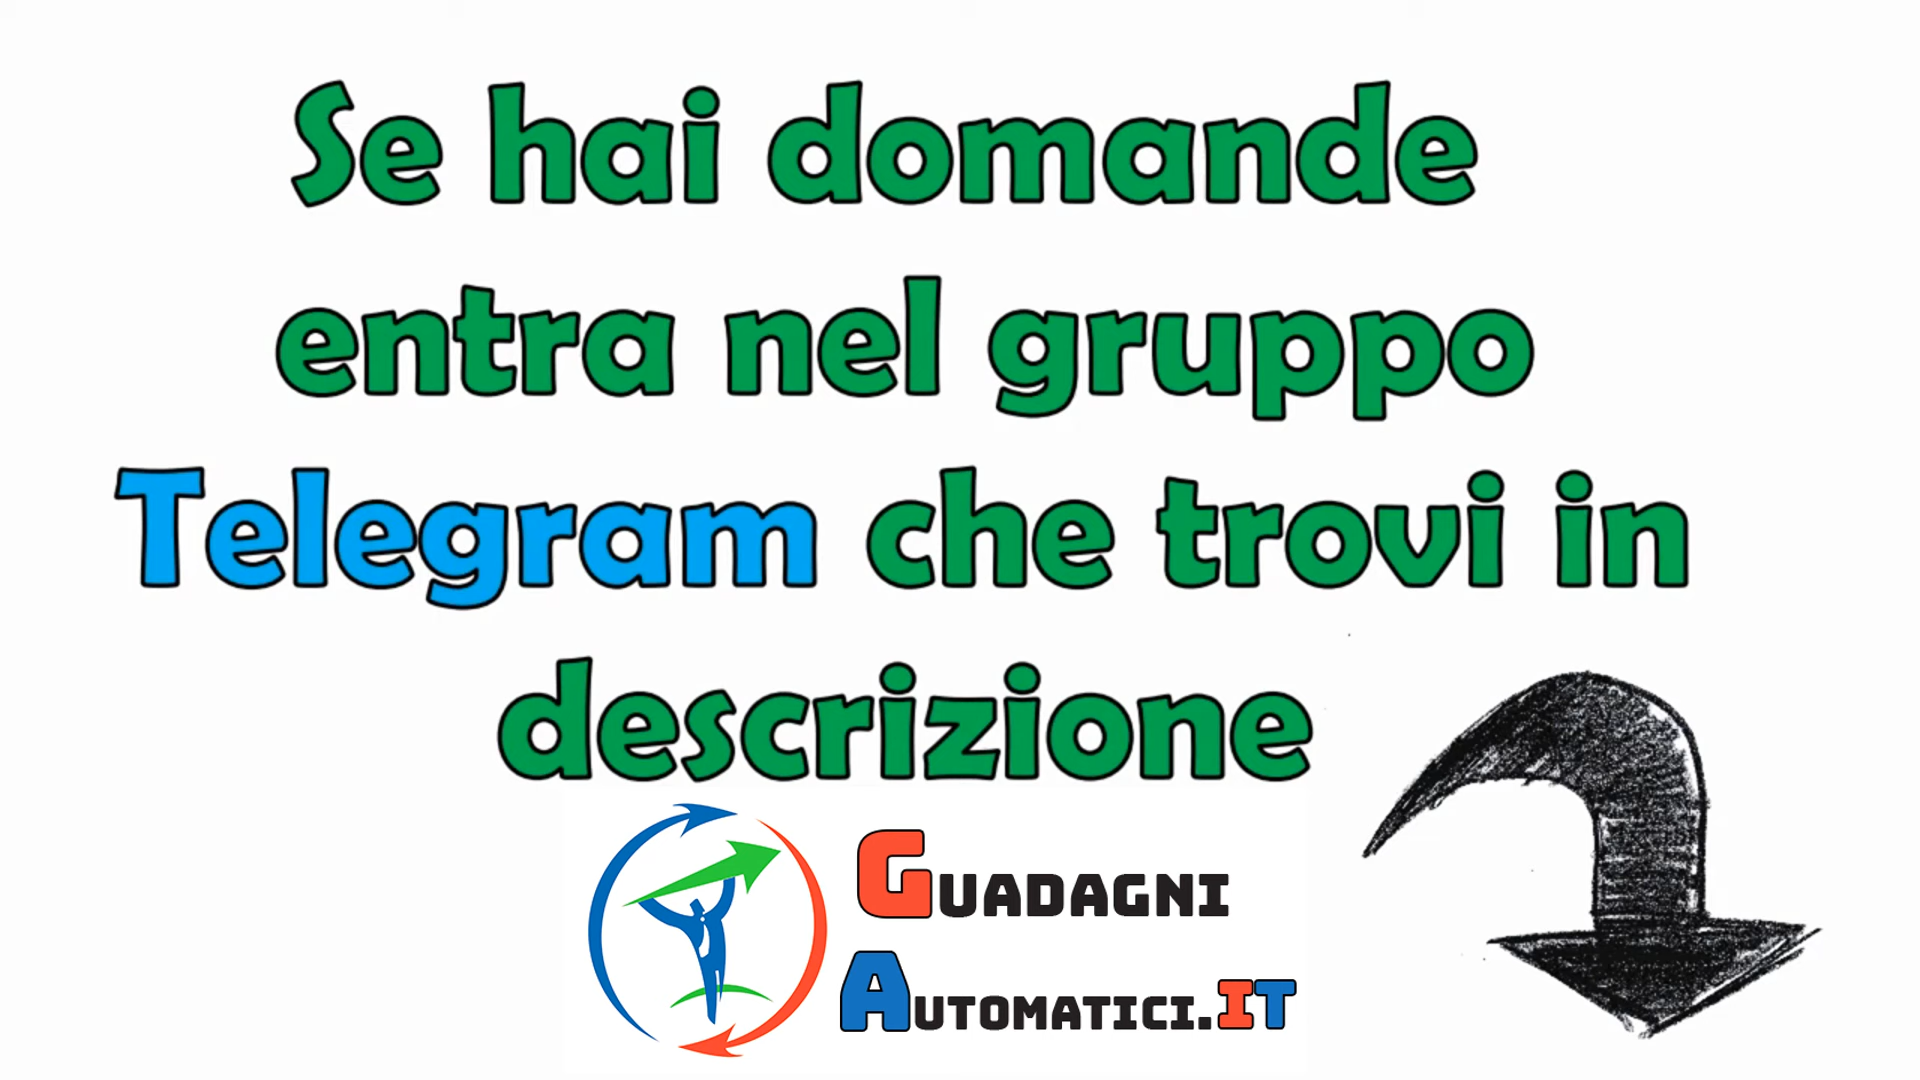 Se hai domande
entra nel gruppo
Telegram che trovi in
descrizione
GUADAGNI
AUTOMATICI.IT